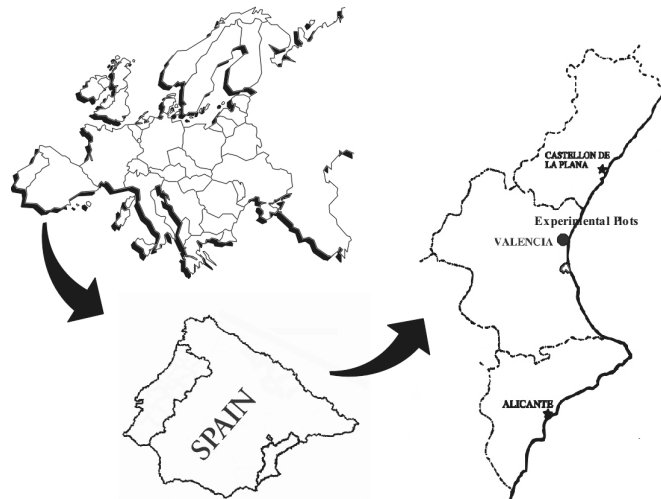 CASTELLON DE
LA PLANA
Experimental Plots
VALENCIA
SPAIN
ALICANTE